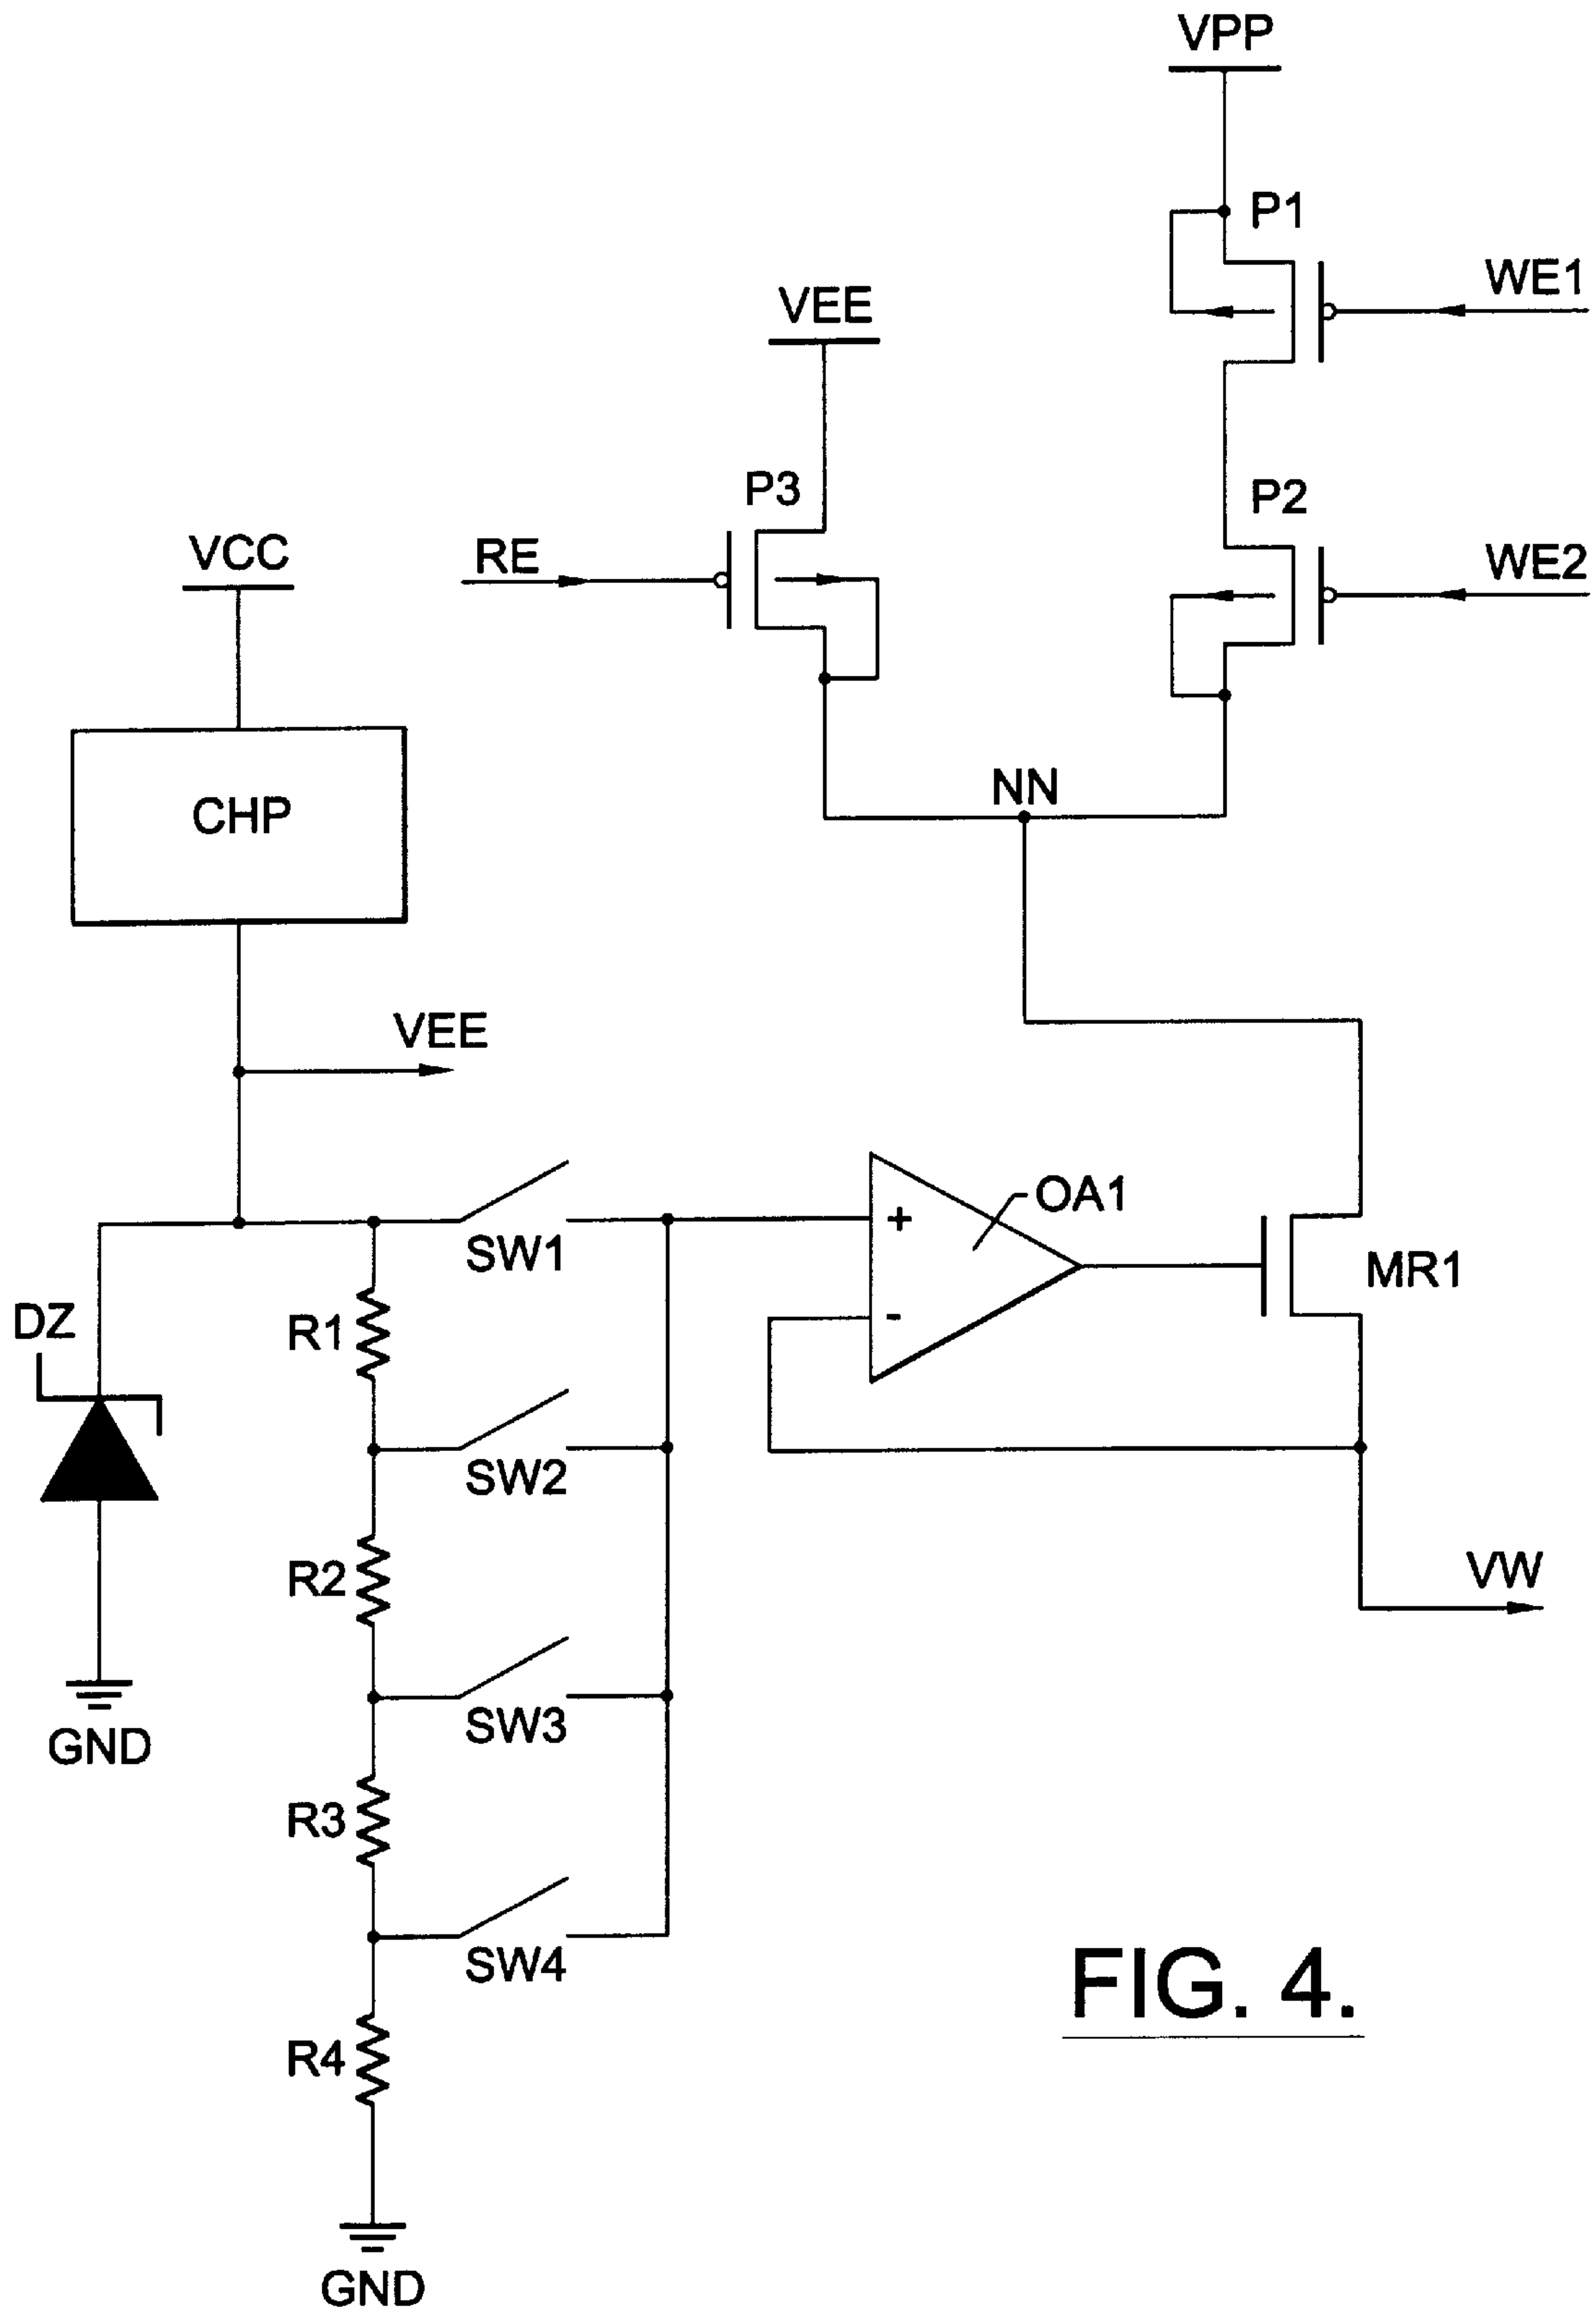 VPP
P1
WE1
VEE
P3
P2
RE
WE2
VCC
CHP
NN
VEE
OA1
+
SW1
MR1
DZ
R1
-
SW2
R2
VW
SW3
GND
R3
SW4
R4
GND
FIG. 4.